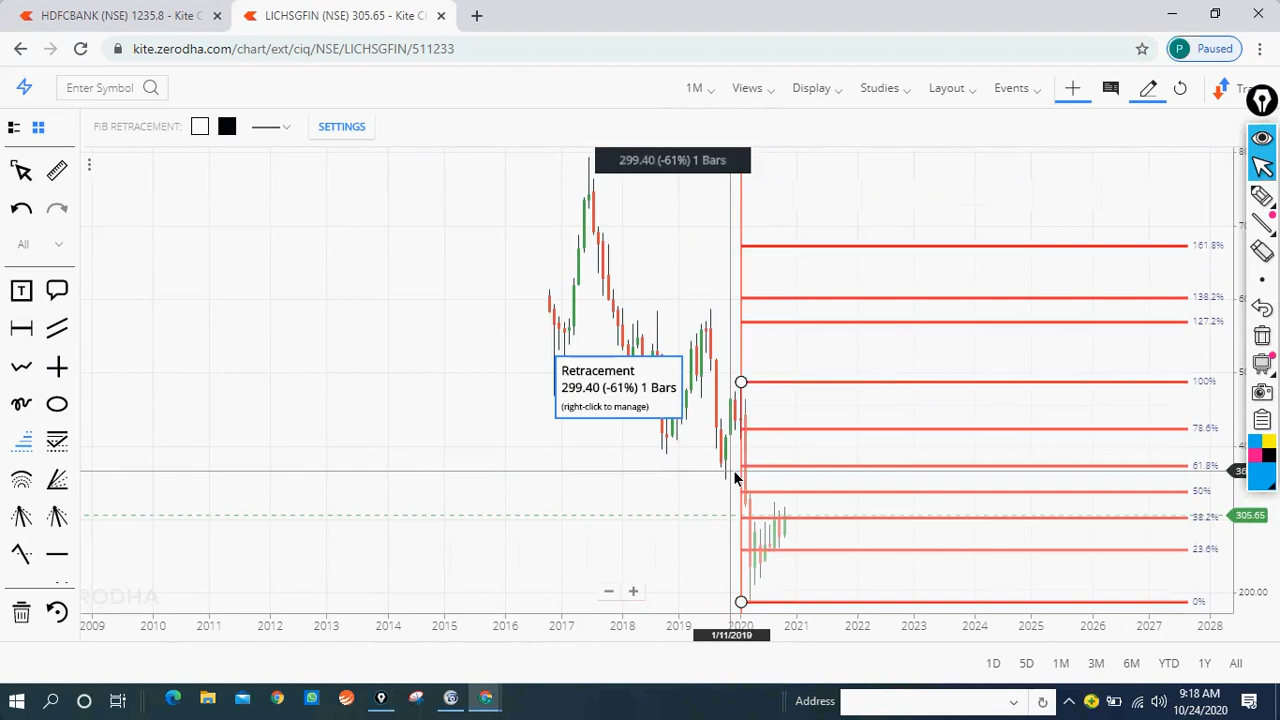 HDFCBANK (NSE) 1235.8 - Kite C
LICHSGFIN (NSE) 305.65 - Kite Ci
kite.zerodha.com/chart/ext/ciq/NSE/LICHSGFIN/511233
P Paused
Enter Symbol
1M Views Display Studies Layout Events Tra
FIB RETRACEMENT: SETTINGS
299.40 (-61%) 1 Bars
All
161.8%
138.2%
127.2%
Retracement
299.40 (-61%) 1 Bars
(right-click to manage)
100%
78.6%
61.8%
50%
305.65
38.2%
23.6%
200.00
0%
T
2009 2010 2011 2012 2013 2014 2015 2016 2017 2018 2019 2020 2021 2022 2023 2024 2025 2026 2027 2028
1/11/2019
1D 5D 1M 3M 6M YTD 1Y All
Address
9:18 AM
10/24/2020